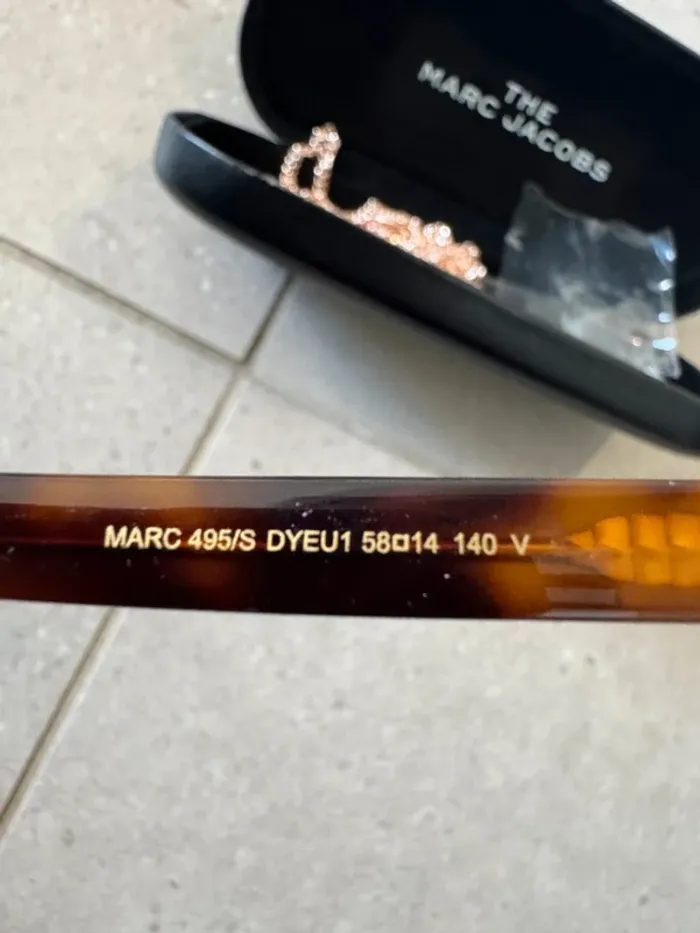 THE
MARC JACOBS
MARC 495/S DYEU1 58□14 140 V